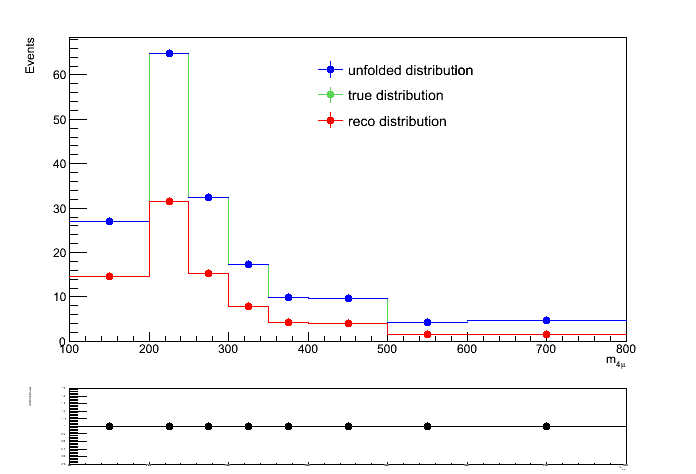 Events
60
50
40
30
20
10
0
unfolded distribution
true distribution
reco distribution
100 200 300 400 500 600 700 800
m4μ